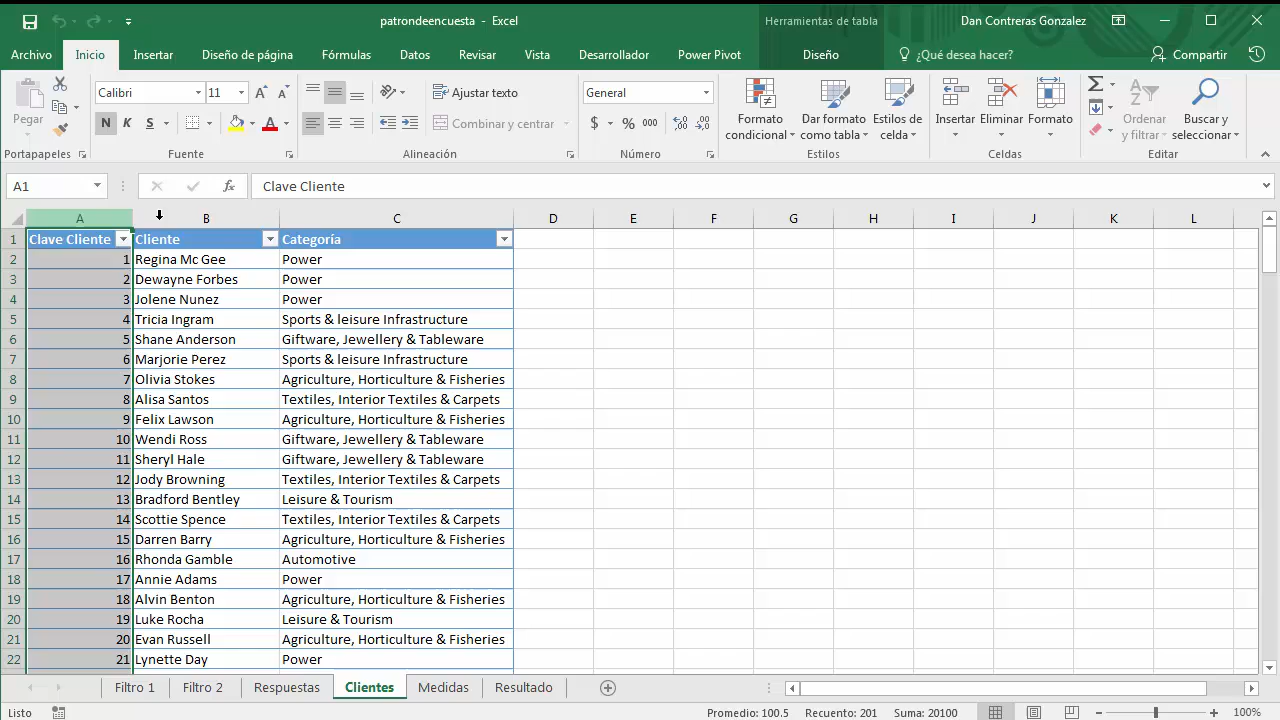 patrondeencuesta - Excel
Herramientas de tabla
Dan Contreras Gonzalez
Archivo Inicio Insertar Diseño de página Fórmulas Datos Revisar Vista Desarrollador Power Pivot Diseño ¿Qué desea hacer? Compartir
Pegar
Calibri 11
N K S
Ajustar texto
Combinar y centrar
General
$ % 000
Formato condicional
Dar formato como tabla
Estilos de celda
Insertar Eliminar Formato
Ordenar y filtrar
Buscar y seleccionar
Portapapeles Fuente Alineación Número Estilos Celdas Editar
A1 fx Clave Cliente
A B C D E F G H I J K L
1 Clave Cliente Cliente Categoría
2 1 Regina Mc Gee Power
3 2 Dewayne Forbes Power
4 3 Jolene Nunez Power
5 4 Tricia Ingram Sports & leisure Infrastructure
6 5 Shane Anderson Giftware, Jewellery & Tableware
7 6 Marjorie Perez Sports & leisure Infrastructure
8 7 Olivia Stokes Agriculture, Horticulture & Fisheries
9 8 Alisa Santos Textiles, Interior Textiles & Carpets
10 9 Felix Lawson Agriculture, Horticulture & Fisheries
11 10 Wendi Ross Giftware, Jewellery & Tableware
12 11 Sheryl Hale Giftware, Jewellery & Tableware
13 12 Jody Browning Textiles, Interior Textiles & Carpets
14 13 Bradford Bentley Leisure & Tourism
15 14 Scottie Spence Textiles, Interior Textiles & Carpets
16 15 Darren Barry Agriculture, Horticulture & Fisheries
17 16 Rhonda Gamble Automotive
18 17 Annie Adams Power
19 18 Alvin Benton Agriculture, Horticulture & Fisheries
20 19 Luke Rocha Leisure & Tourism
21 20 Evan Russell Agriculture, Horticulture & Fisheries
22 21 Lynette Day Power
Filtro 1 Filtro 2 Respuestas Clientes Medidas Resultado
Listo Promedio: 100.5 Recuento: 201 Suma: 20100 100%